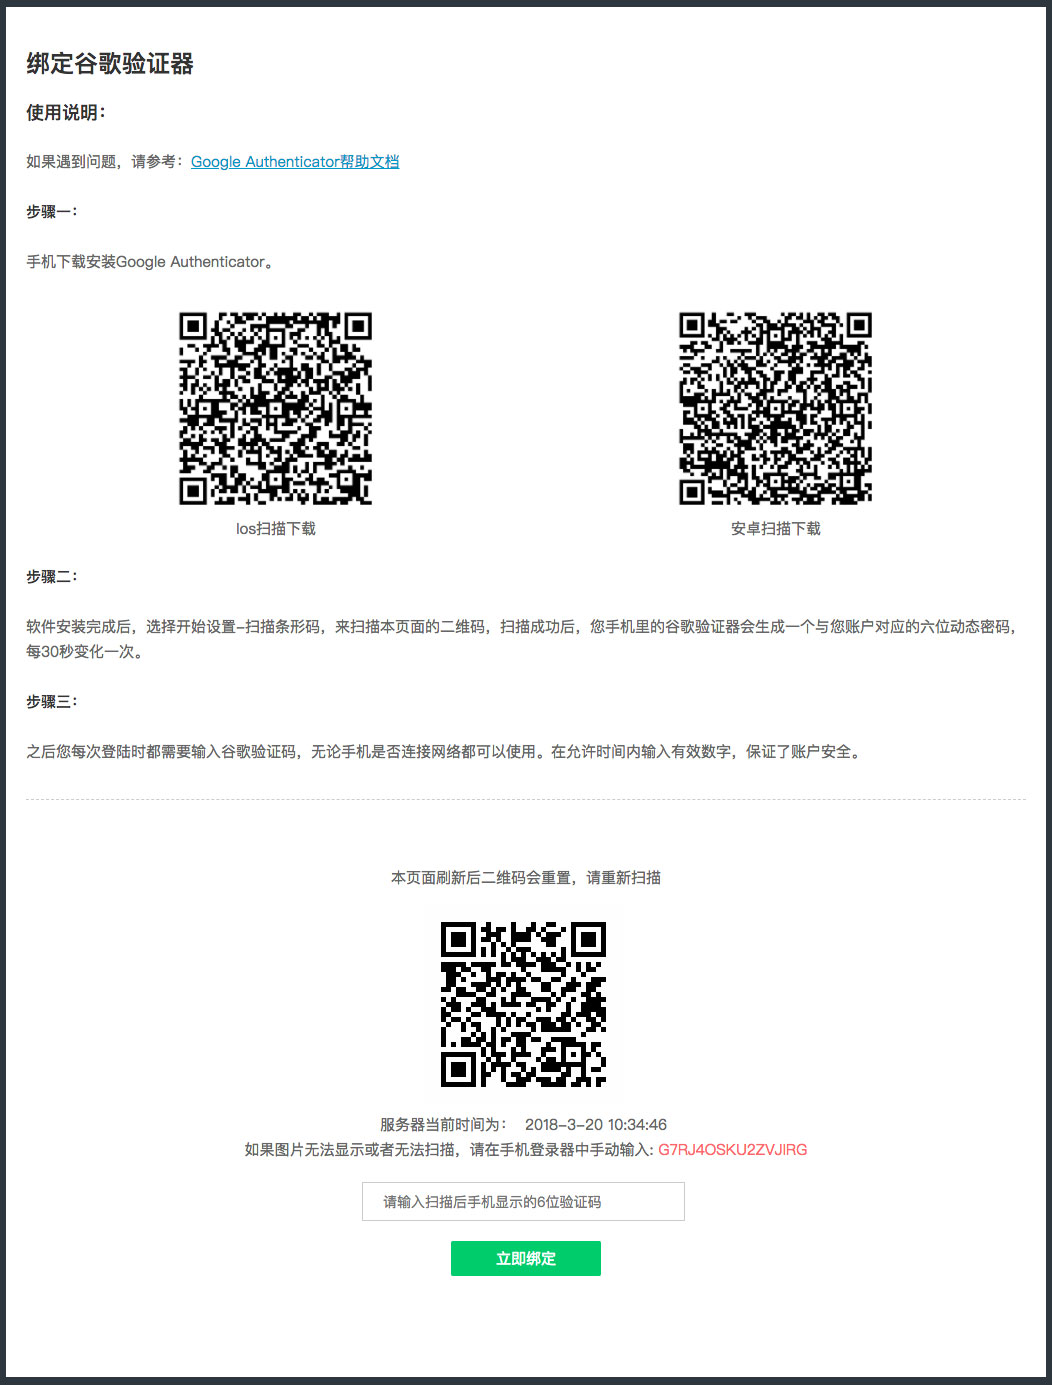 绑定谷歌验证器
使用说明：
如果遇到问题，请参考：Google Authenticator帮助文档
步骤一：
手机下载安装Google Authenticator。
Ios扫描下载
安卓扫描下载
步骤二：
软件安装完成后，选择开始设置-扫描条形码，来扫描本页面的二维码，扫描成功后，您手机里的谷歌验证器会生成一个与您账户对应的六位动态密码，
每30秒变化一次。
步骤三：
之后您每次登陆时都需要输入谷歌验证码，无论手机是否连接网络都可以使用。在允许时间内输入有效数字，保证了账户安全。
本页面刷新后二维码会重置，请重新扫描
服务器当前时间为： 2018-3-20 10:34:46
如果图片无法显示或者无法扫描，请在手机登录器中手动输入: G7RJ4OSKU2ZVJIRG
请输入扫描后手机显示的6位验证码
立即绑定